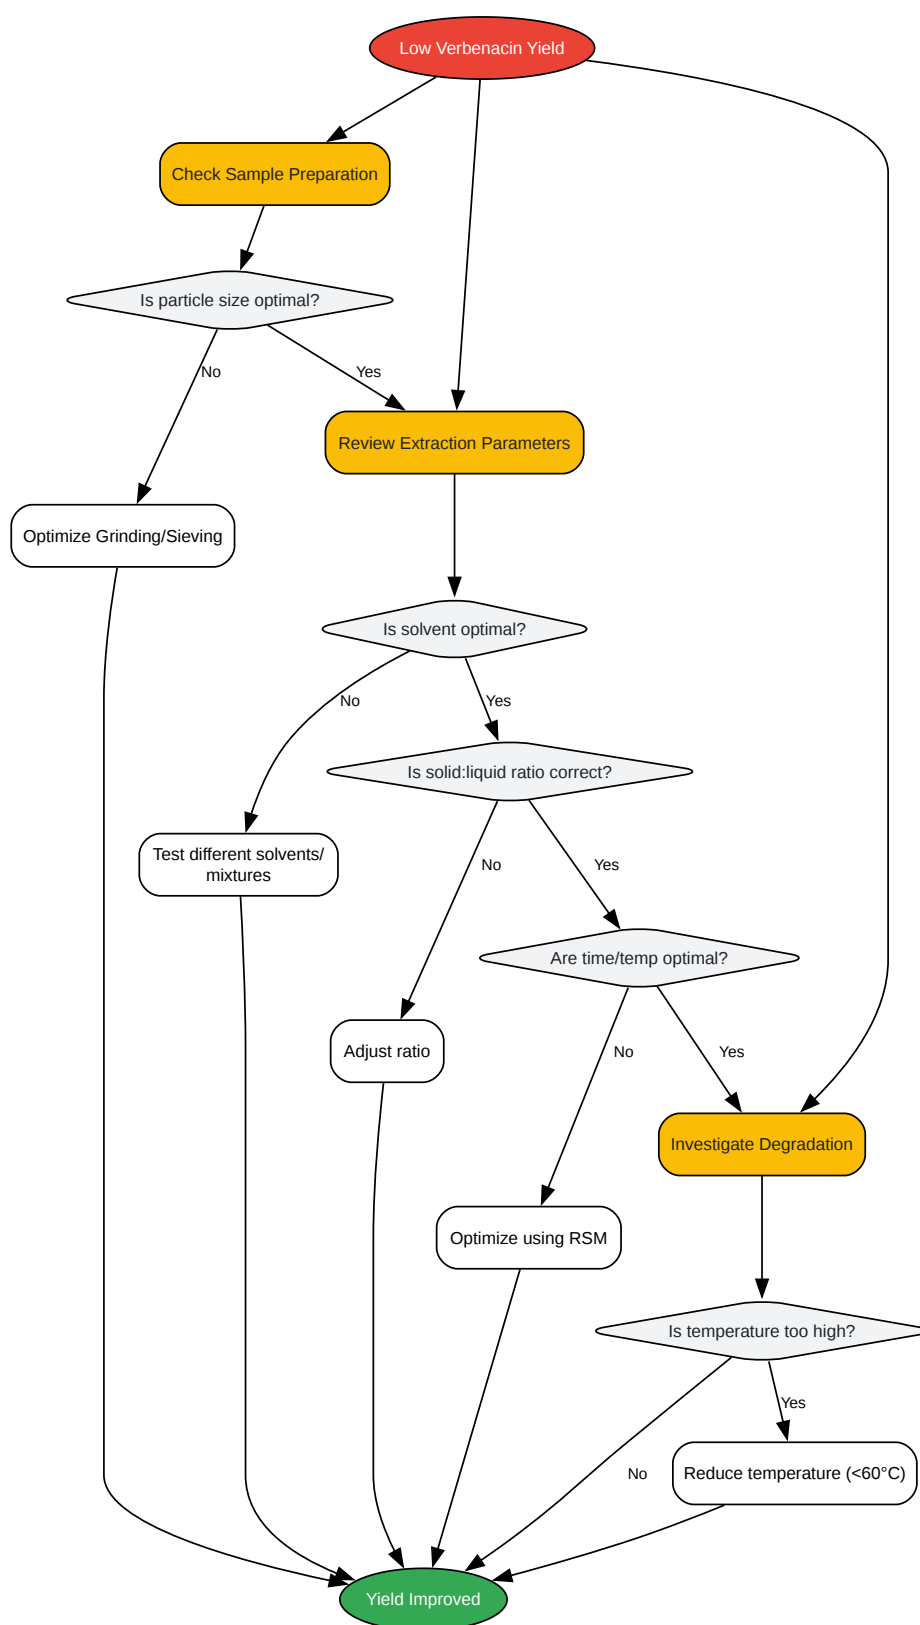 Low Verbenacin Yield
Check Sample Preparation
Is particle size optimal?
No
Yes
Review Extraction Parameters
Optimize Grinding/Sieving
Is solvent optimal?
No
Yes
Is solid:liquid ratio correct?
Test different solvents/
mixtures
No
Yes
Are time/temp optimal?
Adjust ratio
No
Yes
Investigate Degradation
Optimize using RSM
Is temperature too high?
Yes
No
Reduce temperature (<60°C)
Yield Improved